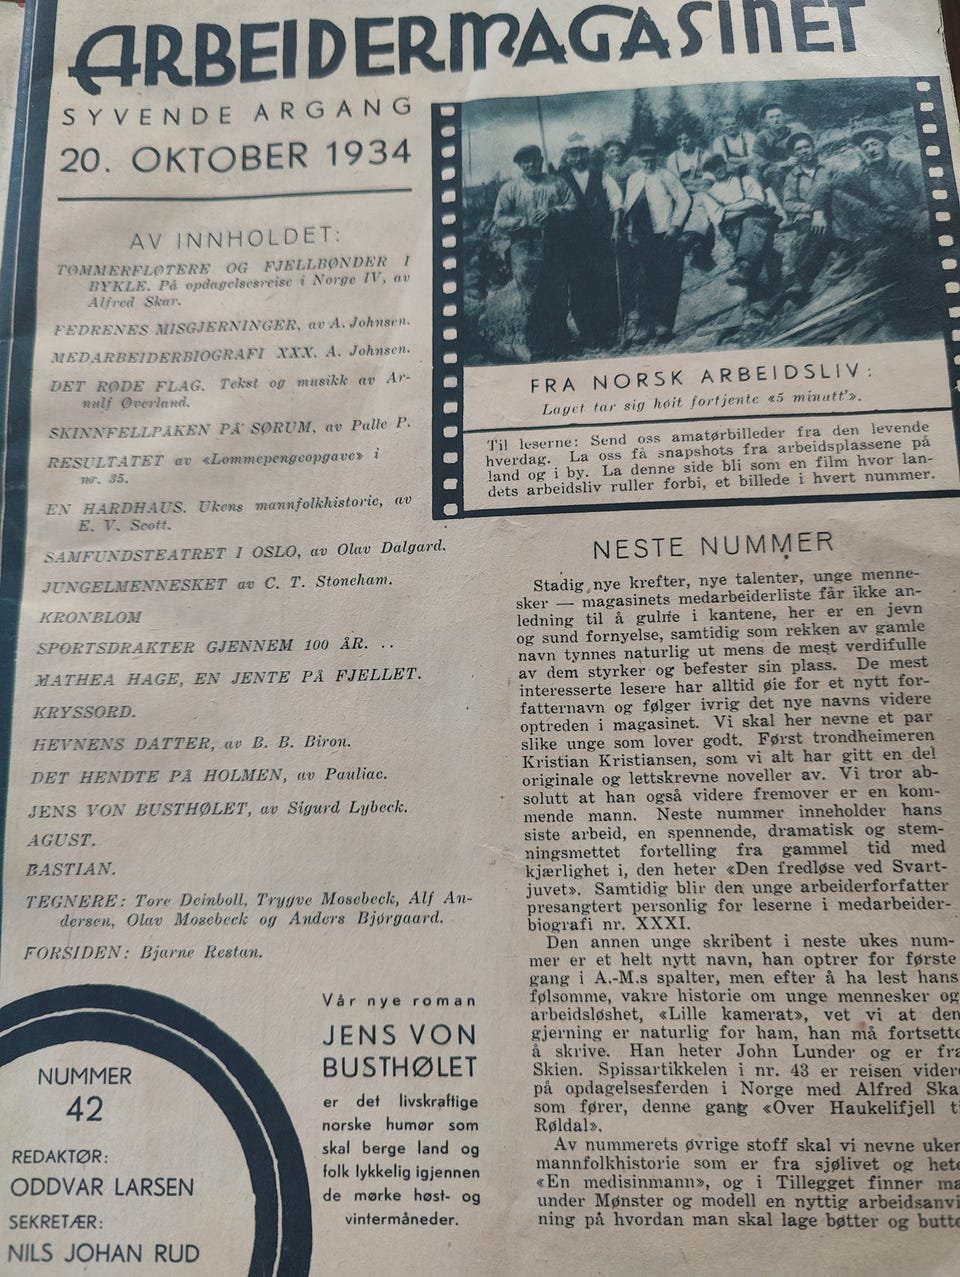 ARBEIDERMAGASINET
SYVENDE ARGANG
20. OKTOBER 1934
AV INNHOLDET:
TØMMERFLØTERE OG FJELLBØNDER I
BYKLE. På opdagelsesreise i Norge IV, av
Alfred Skar.
FEDRENES MISGJERNINGER, av A. Johnsen.
MEDARBEIDERBIOGRAFI XXX. A. Johnsen.
DET RØDE FLAG. Tekst og musikk av Ar-
nulf Øverland.
SKINNFELLPAKEN PÅ SØRUM, av Palle P.
RESULTATET av «Lommepengeopgave» i
nr. 35.
EN HARDHAUS. Ukens mannfolkhistorie, av
E. V. Scott.
SAMFUNDSTEATRET I OSLO, av Olav Dalgard.
JUNGELMENNESKET av C. T. Stoneham.
KRONBLOM
SPORTSDRAKTER GJENNEM 100 ÅR. ..
MATHEA HAGE, EN JENTE PÅ FJELLET.
KRYSSORD.
HEVNENS DATTER, av B. B. Biron.
DET HENDTE PÅ HOLMEN, av Pauliac.
JENS VON BUSTHØLET, av Sigurd Lybeck.
AGUST.
BASTIAN.
TEGNERE: Tore Deinboll, Trygve Mosebeck, Alf An-
dersen, Olav Mosebeck og Anders Bjørgaard.
FORSIDEN: Bjarne Restan.
NUMMER
42
REDAKTØR:
ODDVAR LARSEN
SEKRETÆR:
NILS JOHAN RUD
Vår nye roman
JENS VON
BUSTHØLET
er det livskraftige
norske humør som
skal berge land og
folk lykkelig igjennen
de mørke høst- og
vintermåneder.
FRA NORSK ARBEIDSLIV:
Laget tar sig høit fortjente «5 minutt'».
Til leserne: Send oss amatørbilleder fra den levende
hverdag. La oss få snapshots fra arbeidsplassene på
land og i by. La denne side bli som en film hvor lan-
dets arbeidsliv ruller forbi, et billede i hvert nummer.
NESTE NUMMER
Stadig nye krefter, nye talenter, unge menne-
sker — magasinets medarbeiderliste får ikke an-
ledning til å gulne i kantene, her er en jevn
og sund fornyelse, samtidig som rekken av gamle
navn tynnes naturlig ut mens de mest verdifulle
av dem styrker og befester sin plass. De mest
interesserte lesere har alltid øie for et nytt for-
fatternavn og følger ivrig det nye navns videre
optreden i magasinet. Vi skal her nevne et par
slike unge som lover godt. Først trondheimeren
Kristian Kristiansen, som vi alt har gitt en del
originale og lettskrevne noveller av. Vi tror ab-
solutt at han også videre fremover er en kom-
mende mann. Neste nummer inneholder hans
siste arbeid, en spennende, dramatisk og stem-
ningsmettet fortelling fra gammel tid med
kjærlighet i, den heter «Den fredløse ved Svart-
juvet». Samtidig blir den unge arbeiderforfatter
presangtert personlig for leserne i medarbeider-
biografi nr. XXXI.
Den annen unge skribent i neste ukes num-
mer er et helt nytt navn, han optrer for første
gang i A.-M.s spalter, men efter å ha lest hans
følsomme, vakre historie om unge mennesker og
arbeidsløshet, «Lille kamerat», vet vi at den
gjerning er naturlig for ham, han må fortsette
å skrive. Han heter John Lunder og er fra
Skien. Spissartikkelen i nr. 43 er reisen videre
på opdagelsesferden i Norge med Alfred Ska
som fører, denne gang «Over Haukelifjell t
Røldal».
Av nummerets øvrige stoff skal vi nevne uken
mannfolkhistorie som er fra sjølivet og hete
«En medisinmann», og i Tillegget finner ma
under Mønster og modell en nyttig arbeidsanvi
ning på hvordan man skal lage bøtter og butte